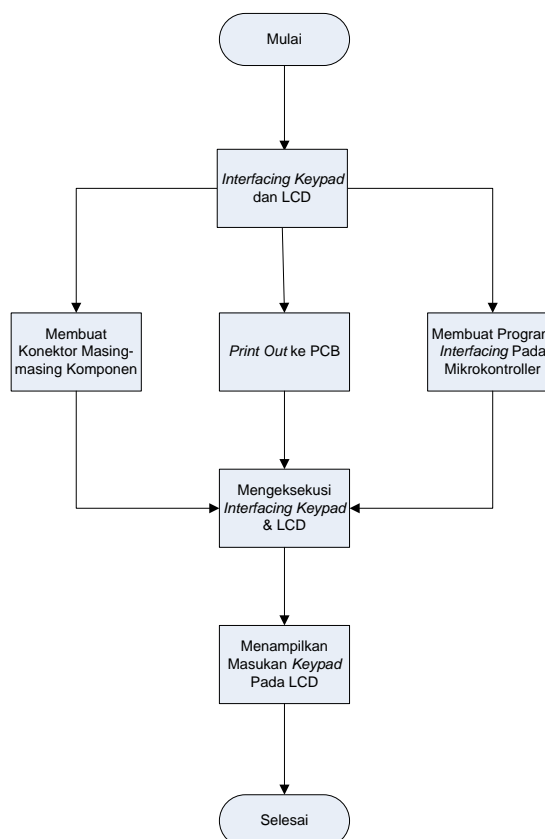 Mulai
Interfacing Keypad
dan LCD
Membuat
Konektor Masing-
masing Komponen
Print Out ke PCB
Membuat Program
Interfacing Pada
Mikrokontroller
Mengeksekusi
Interfacing Keypad
& LCD
Menampilkan
Masukan Keypad
Pada LCD
Selesai